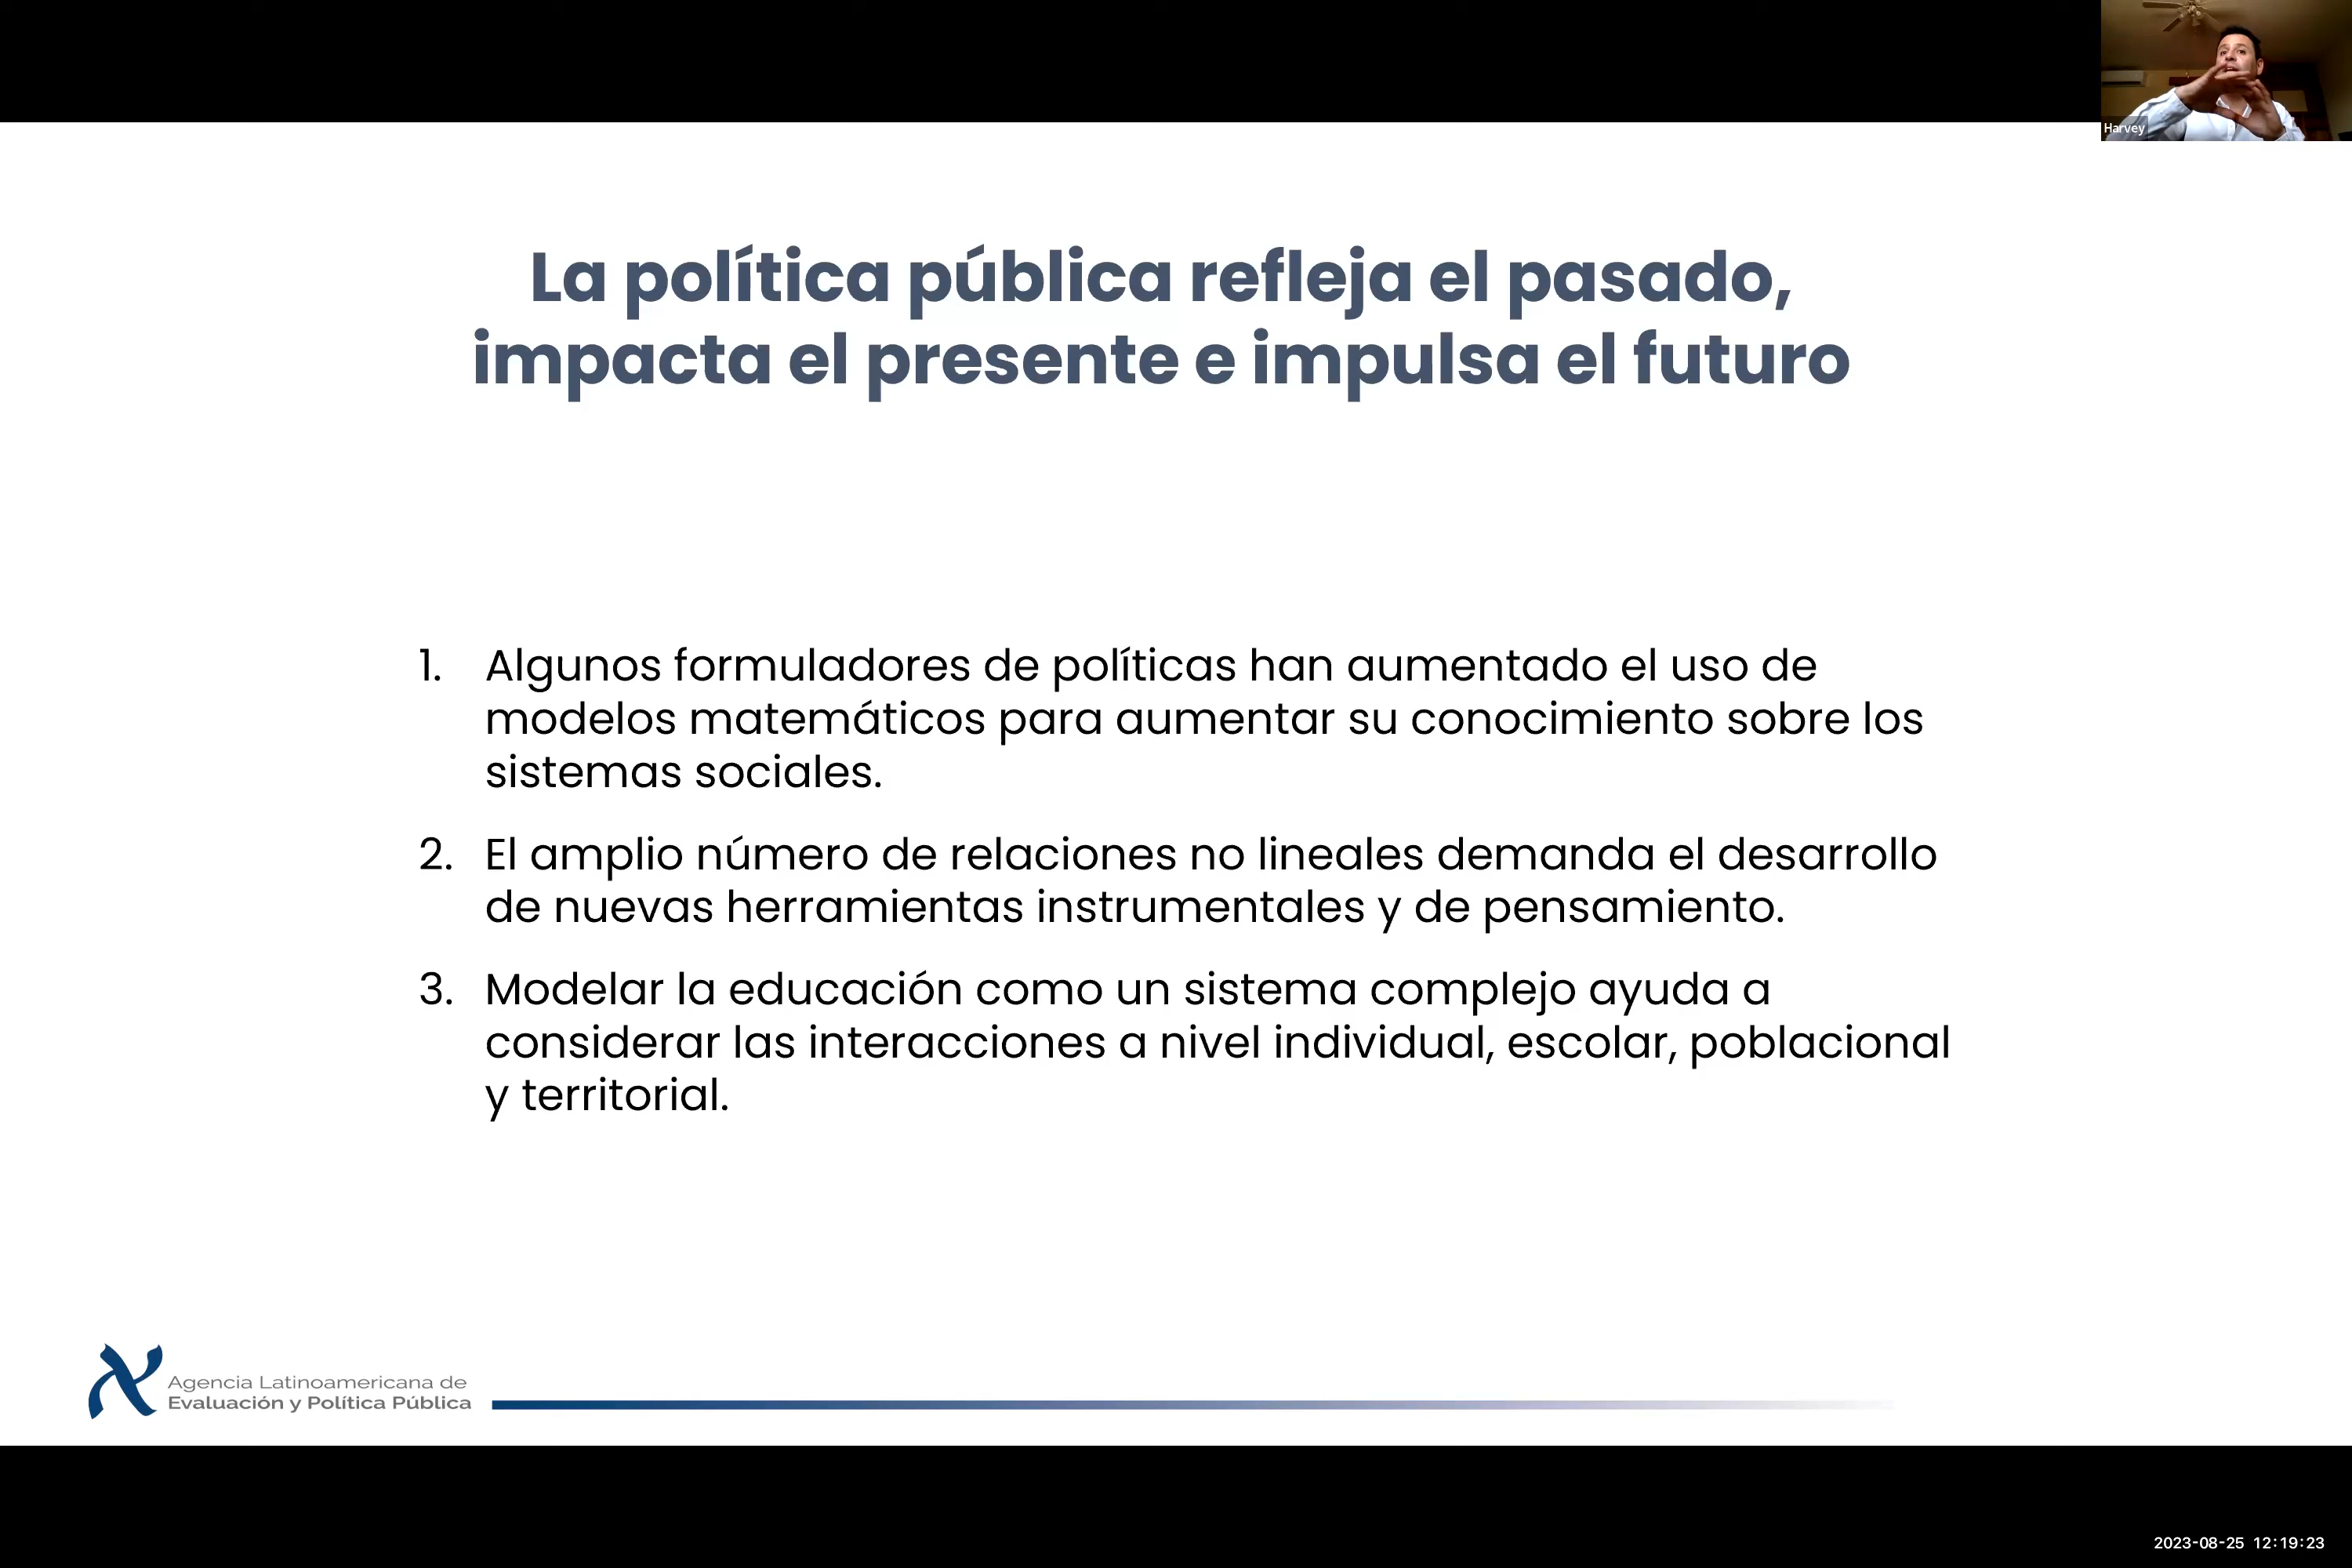 Harvey
La política pública refleja el pasado,
impacta el presente e impulsa el futuro
1. Algunos formuladores de políticas han aumentado el uso de
modelos matemáticos para aumentar su conocimiento sobre los
sistemas sociales.
2. El amplio número de relaciones no lineales demanda el desarrollo
de nuevas herramientas instrumentales y de pensamiento.
3. Modelar la educación como un sistema complejo ayuda a
considerar las interacciones a nivel individual, escolar, poblacional
y territorial.
Agencia Latinoamericana de
Evaluación y Política Pública
2023-08-25 12:19:23